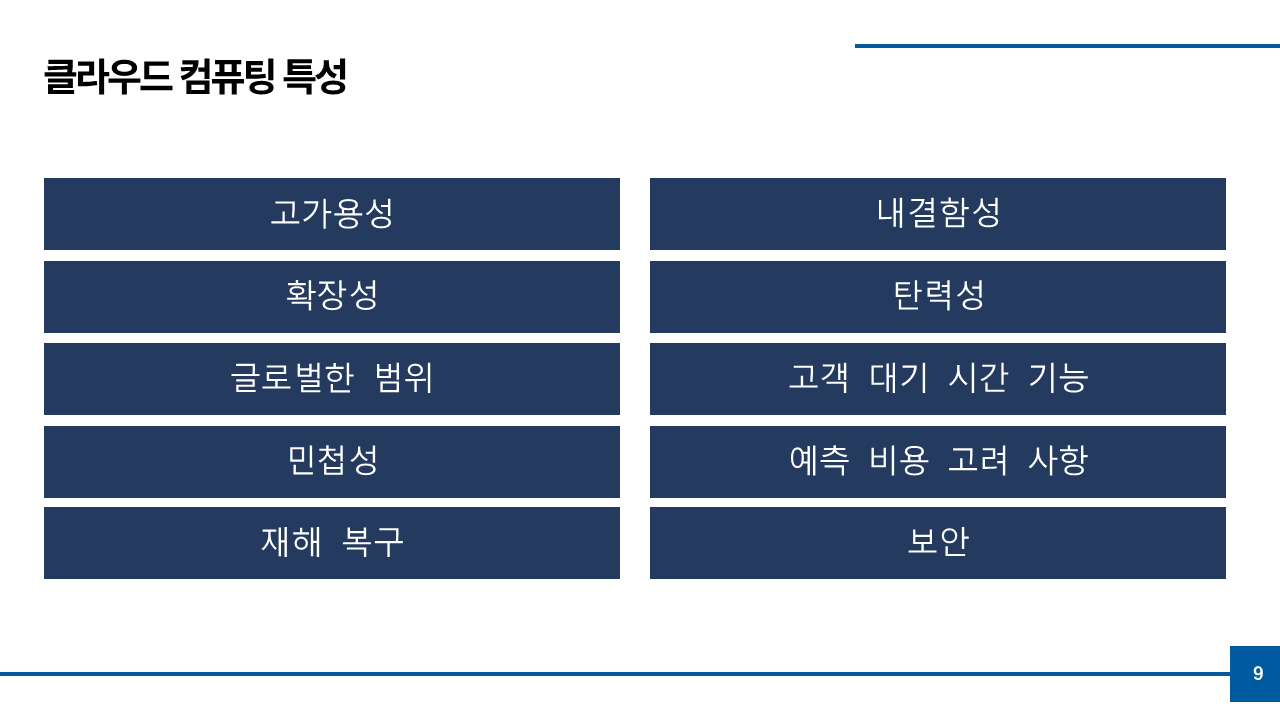 클라우드 컴퓨팅 특성
고가용성
내결함성
확장성
탄력성
글로벌한 범위
고객 대기 시간 기능
민첩성
예측 비용 고려 사항
재해 복구
보안
9